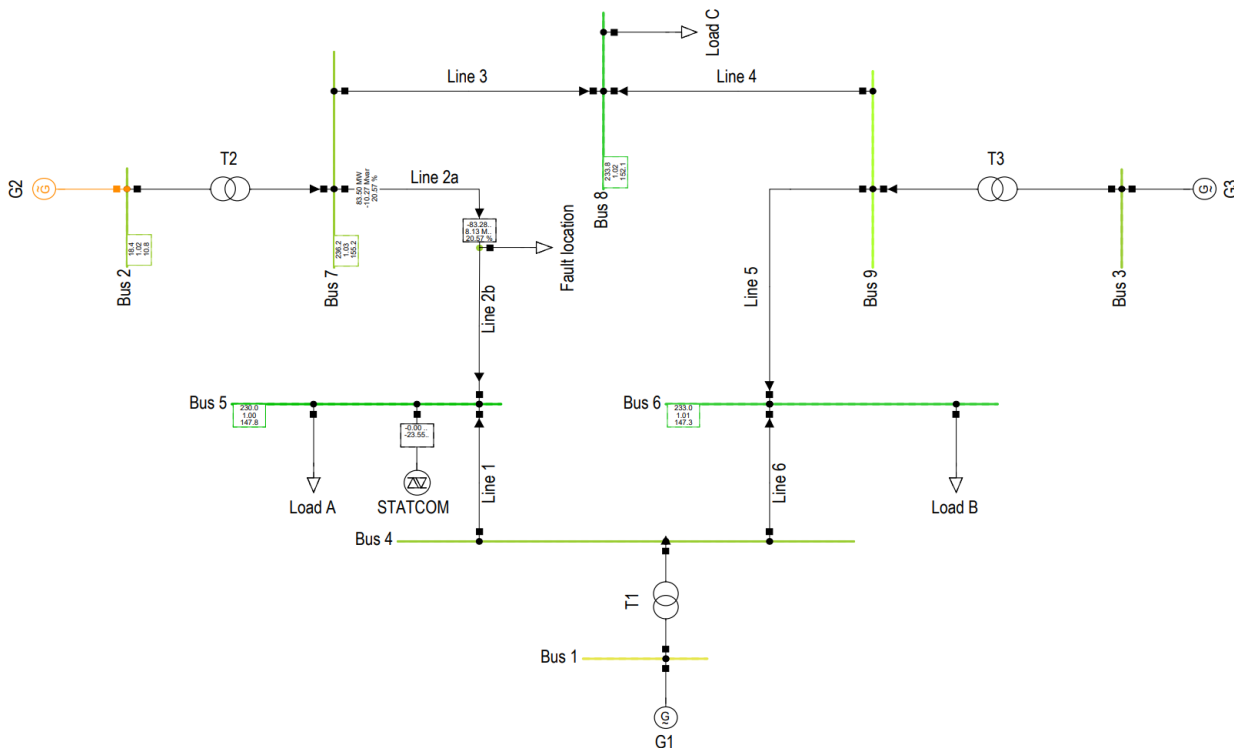 Load C
Line 3
Line 4
G2
G
~
T2
83.50 MW
-10.27 Mvar
20.57 %
Line 2a
-83.28..
8.13 M..
20.57 %
Fault location
233.8
1.02
152.1
Bus 8
T3
G
~
G3
18.4
1.02
10.8
Bus 2
236.2
1.03
155.2
Bus 7
Line 2b
Line 5
Bus 9
Bus 3
Bus 5
230.0
1.00
147.8
Bus 6
233.0
1.01
147.3
-0.00 ..
-23.55..
Load A
STATCOM
Line 1
Line 6
Load B
Bus 4
T1
Bus 1
G
~
G1